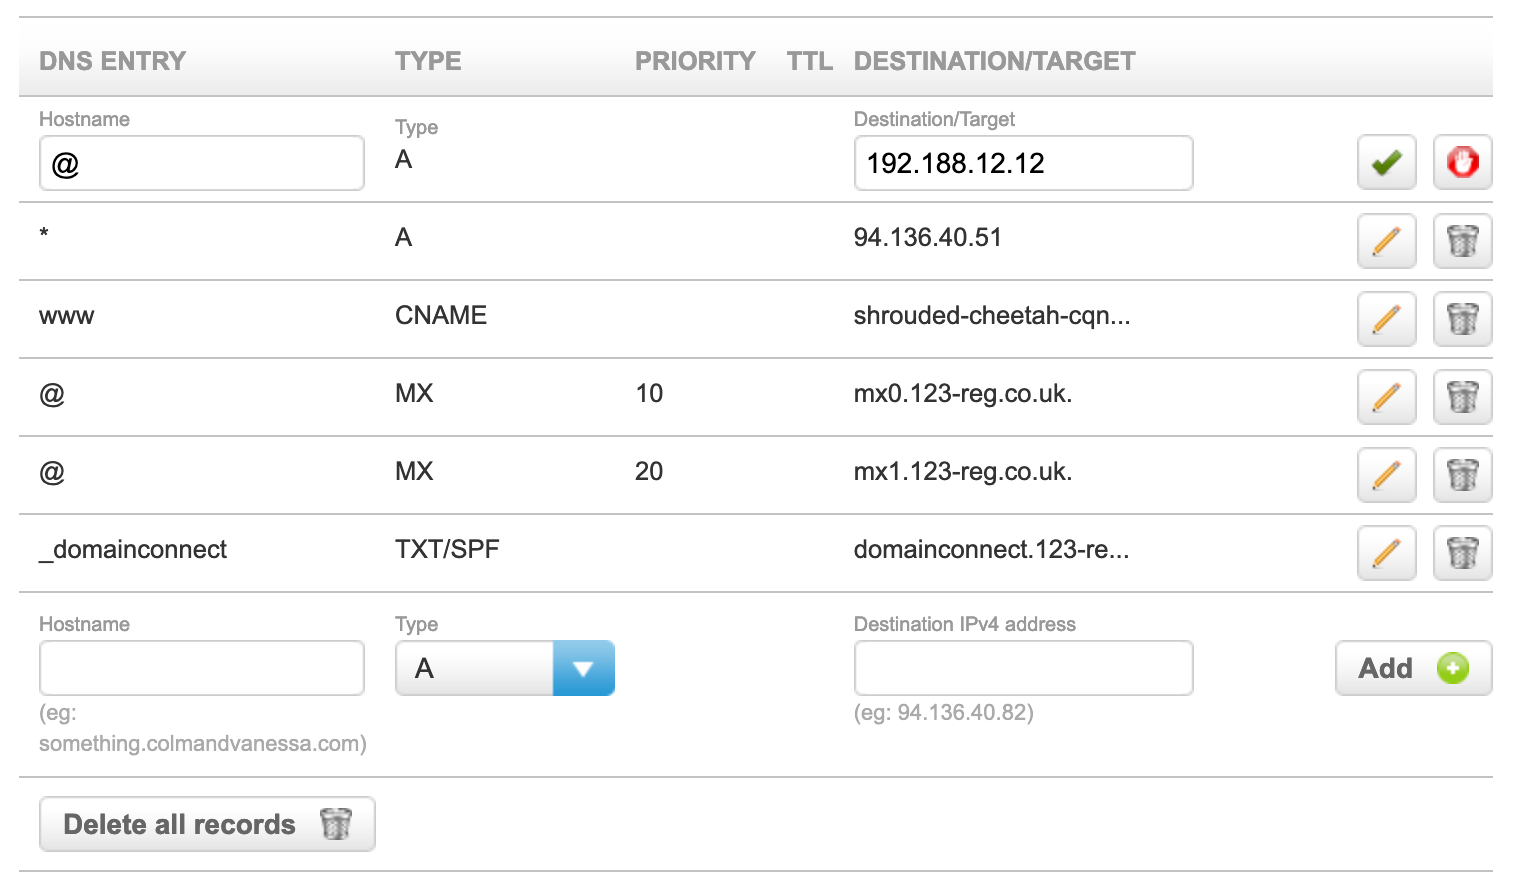 DNS ENTRY TYPE PRIORITY TTL DESTINATION/TARGET
Hostname Type Destination/Target
@ A 192.188.12.12
* A 94.136.40.51
www CNAME shrouded-cheetah-cqn...
@ MX 10 mx0.123-reg.co.uk.
@ MX 20 mx1.123-reg.co.uk.
_domainconnect TXT/SPF domainconnect.123-re...
Hostname Type Destination IPv4 address
A Add
(eg: (eg: 94.136.40.82)
something.colmandvanessa.com)
Delete all records